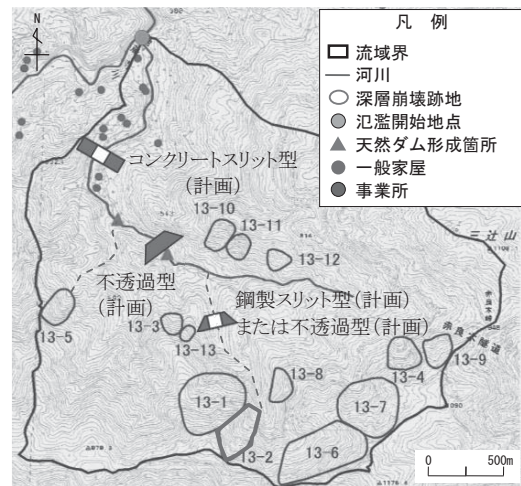 N
凡 例
流域界
河川
深層崩壊跡地
氾濫開始地点
天然ダム形成箇所
一般家屋
事業所
コンクリートスリット型
(計画)
13-10
13-11
13-12
三辻山
不透過型
(計画)
鋼製スリット型(計画)
または不透過型(計画)
奈良木隧道
13-5
13-3
13-13
13-4
13-9
13-8
13-1
13-7
13-2
13-6
0 500m